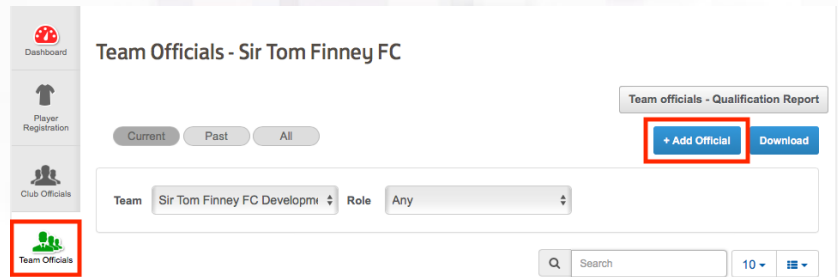 Dashboard
Team Officials - Sir Tom Finney FC
Player
Registration
Team officials - Qualification Report
Current Past All
+ Add Official Download
Club Officials
Team Sir Tom Finney FC Developme Role Any
Team Officials
Search 10